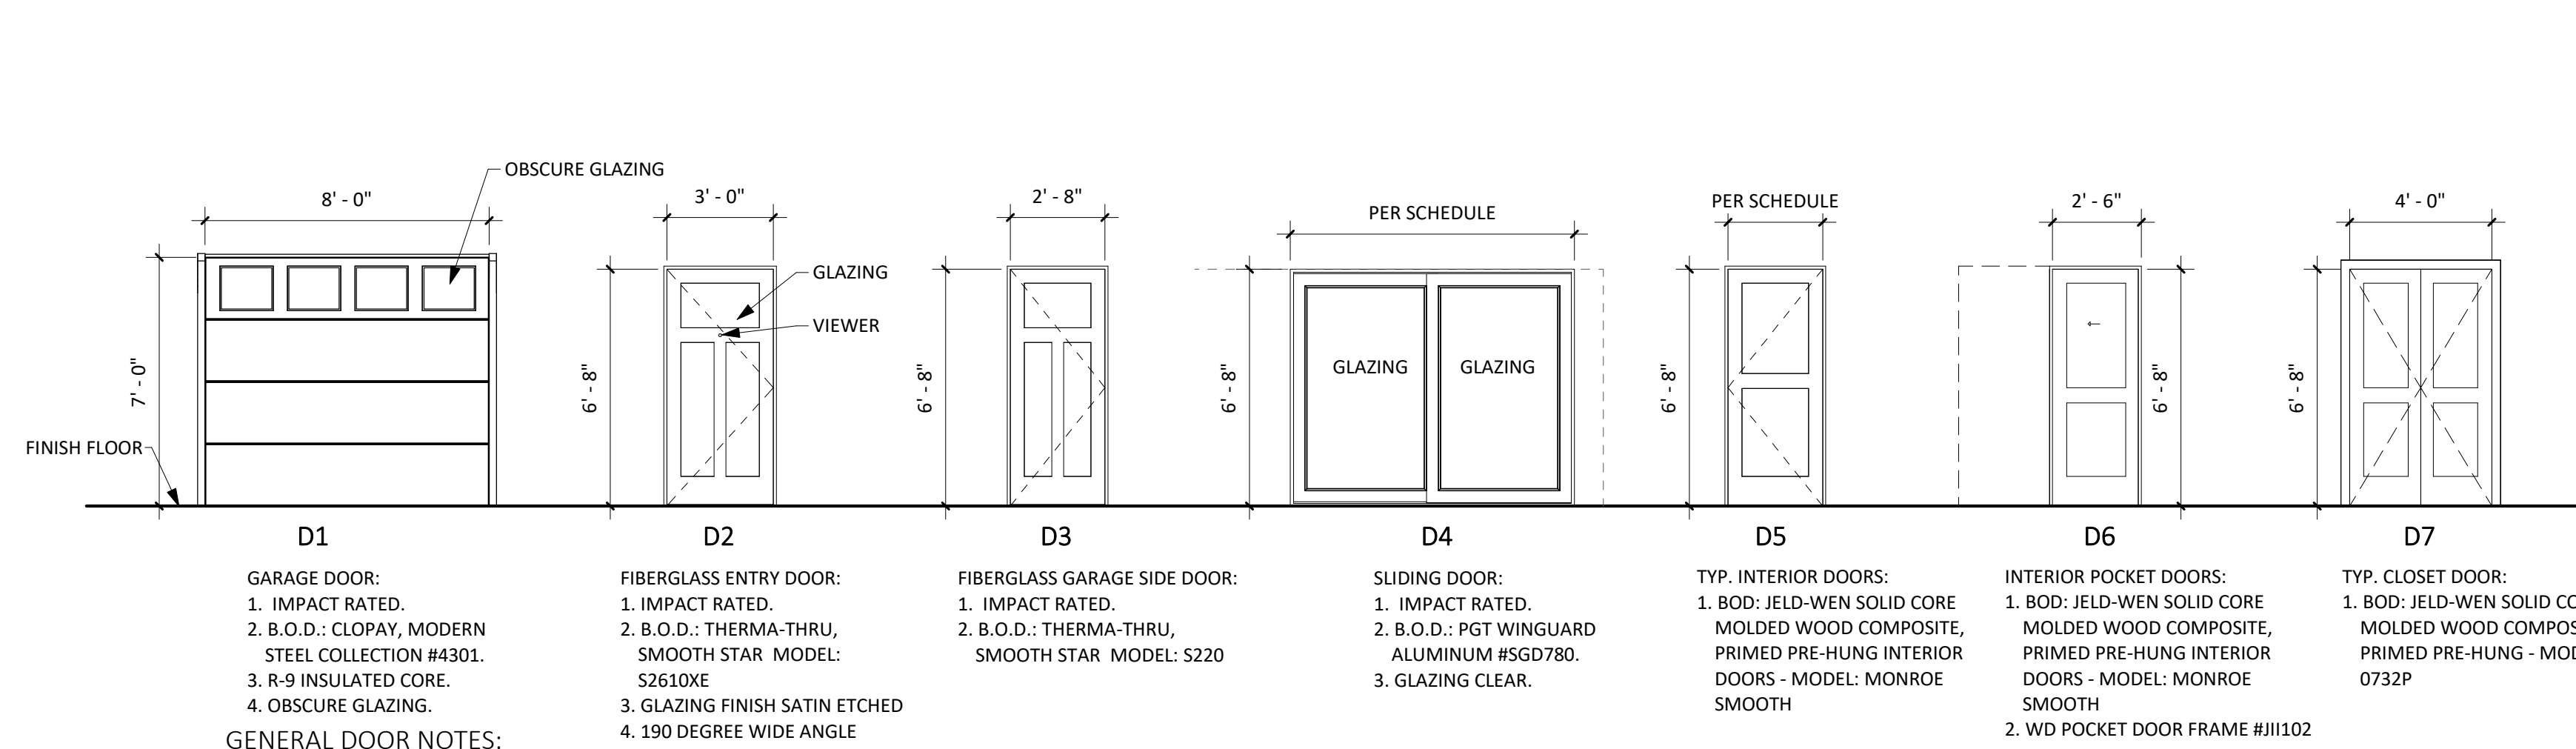 OBSCURE GLAZING
8' - 0"
3' - 0"
2' - 8"
PER SCHEDULE
PER SCHEDULE
2' - 6"
4' - 0"
GLAZING
VIEWER
GLAZING
GLAZING
7' - 0"
6' - 8"
6' - 8"
6' - 8"
6' - 8"
6' - 8"
6' - 8"
FINISH FLOOR
D1
GARAGE DOOR:
1. IMPACT RATED.
2. B.O.D.: CLOPAY, MODERN
STEEL COLLECTION #4301.
3. R-9 INSULATED CORE.
4. OBSCURE GLAZING.
D2
FIBERGLASS ENTRY DOOR:
1. IMPACT RATED.
2. B.O.D.: THERMA-THRU,
SMOOTH STAR MODEL:
S2610XE
3. GLAZING FINISH SATIN ETCHED
4. 190 DEGREE WIDE ANGLE
D3
FIBERGLASS GARAGE SIDE DOOR:
1. IMPACT RATED.
2. B.O.D.: THERMA-THRU,
SMOOTH STAR MODEL: S220
D4
SLIDING DOOR:
1. IMPACT RATED.
2. B.O.D.: PGT WINGUARD
ALUMINUM #SGD780.
3. GLAZING CLEAR.
D5
TYP. INTERIOR DOORS:
1. BOD: JELD-WEN SOLID CORE
MOLDED WOOD COMPOSITE,
PRIMED PRE-HUNG INTERIOR
DOORS - MODEL: MONROE
SMOOTH
D6
INTERIOR POCKET DOORS:
1. BOD: JELD-WEN SOLID CORE
MOLDED WOOD COMPOSITE,
PRIMED PRE-HUNG INTERIOR
DOORS - MODEL: MONROE
SMOOTH
2. WD POCKET DOOR FRAME #JII102
D7
TYP. CLOSET DOOR:
1. BOD: JELD-WEN SOLID
MOLDED WOOD
PRIMED PRE-HUNG -
0732P
GENERAL DOOR NOTES: